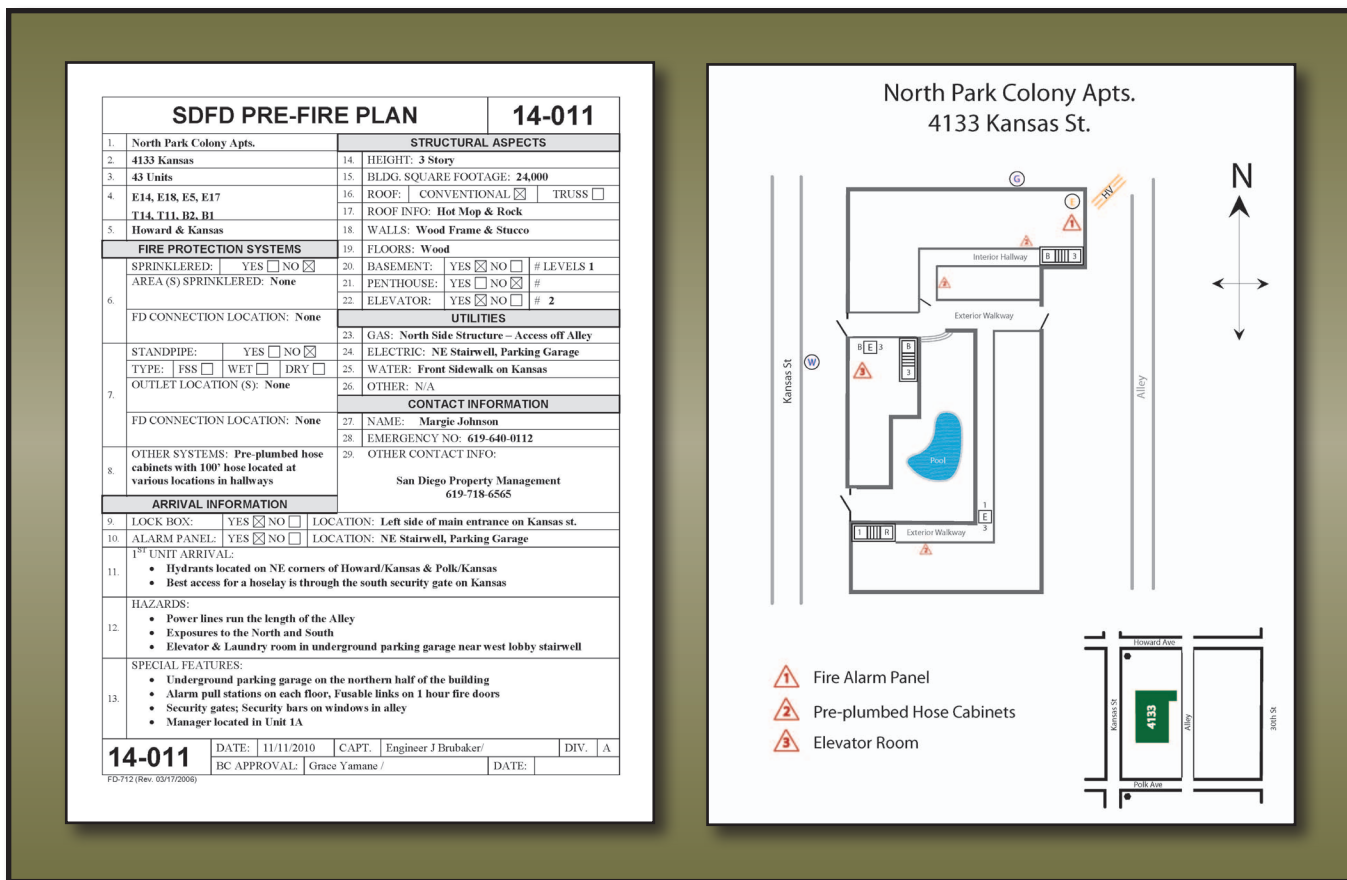 SDFD PRE-FIRE PLAN 14-011
1. North Park Colony Apts.
2. 4133 Kansas
3. 43 Units
4. E14, E18, E5, E17
T14, T11, B2, B1
5. Howard & Kansas
FIRE PROTECTION SYSTEMS
6. SPRINKLERED: YES ☐ NO ☒
AREA (S) SPRINKLERED: None
FD CONNECTION LOCATION: None
7. STANDPIPE: YES ☐ NO ☒
TYPE: FSS ☐ WET ☐ DRY ☐
OUTLET LOCATION (S): None
FD CONNECTION LOCATION: None
8. OTHER SYSTEMS: Pre-plumbed hose
cabinets with 100' hose located at
various locations in hallways
STRUCTURAL ASPECTS
14. HEIGHT: 3 Story
15. BLDG. SQUARE FOOTAGE: 24,000
16. ROOF: CONVENTIONAL ☒ TRUSS ☐
17. ROOF INFO: Hot Mop & Rock
18. WALLS: Wood Frame & Stucco
19. FLOORS: Wood
20. BASEMENT: YES ☒ NO ☐ # LEVELS 1
21. PENTHOUSE: YES ☐ NO ☒ #
22. ELEVATOR: YES ☒ NO ☐ # 2
UTILITIES
23. GAS: North Side Structure – Access off Alley
24. ELECTRIC: NE Stairwell, Parking Garage
25. WATER: Front Sidewalk on Kansas
26. OTHER: N/A
CONTACT INFORMATION
27. NAME: Margie Johnson
28. EMERGENCY NO: 619-640-0112
29. OTHER CONTACT INFO:
San Diego Property Management
619-718-6565
ARRIVAL INFORMATION
9. LOCK BOX: YES ☒ NO ☐ LOCATION: Left side of main entrance on Kansas st.
10. ALARM PANEL: YES ☒ NO ☐ LOCATION: NE Stairwell, Parking Garage
11. 1ST UNIT ARRIVAL:
• Hydrants located on NE corners of Howard/Kansas & Polk/Kansas
• Best access for a hoselay is through the south security gate on Kansas
12. HAZARDS:
• Power lines run the length of the Alley
• Exposures to the North and South
• Elevator & Laundry room in underground parking garage near west lobby stairwell
13. SPECIAL FEATURES:
• Underground parking garage on the northern half of the building
• Alarm pull stations on each floor, Fusable links on 1 hour fire doors
• Security gates; Security bars on windows in alley
• Manager located in Unit 1A
14-011 DATE: 11/11/2010 CAPT. Engineer J Brubaker/ DIV. A
BC APPROVAL: Grace Yamane / DATE:
FD-712 (Rev. 03/17/2006)
North Park Colony Apts.
4133 Kansas St.
N
G
E
HV
1
2
Interior Hallway
B 3
2
Exterior Walkway
B E 3
B
3
3
W
Kansas St
Alley
Pool
1
E
3
1 R
Exterior Walkway
2
1 Fire Alarm Panel
2 Pre-plumbed Hose Cabinets
3 Elevator Room
Howard Ave
Kansas St
4133
Alley
30th St
Polk Ave